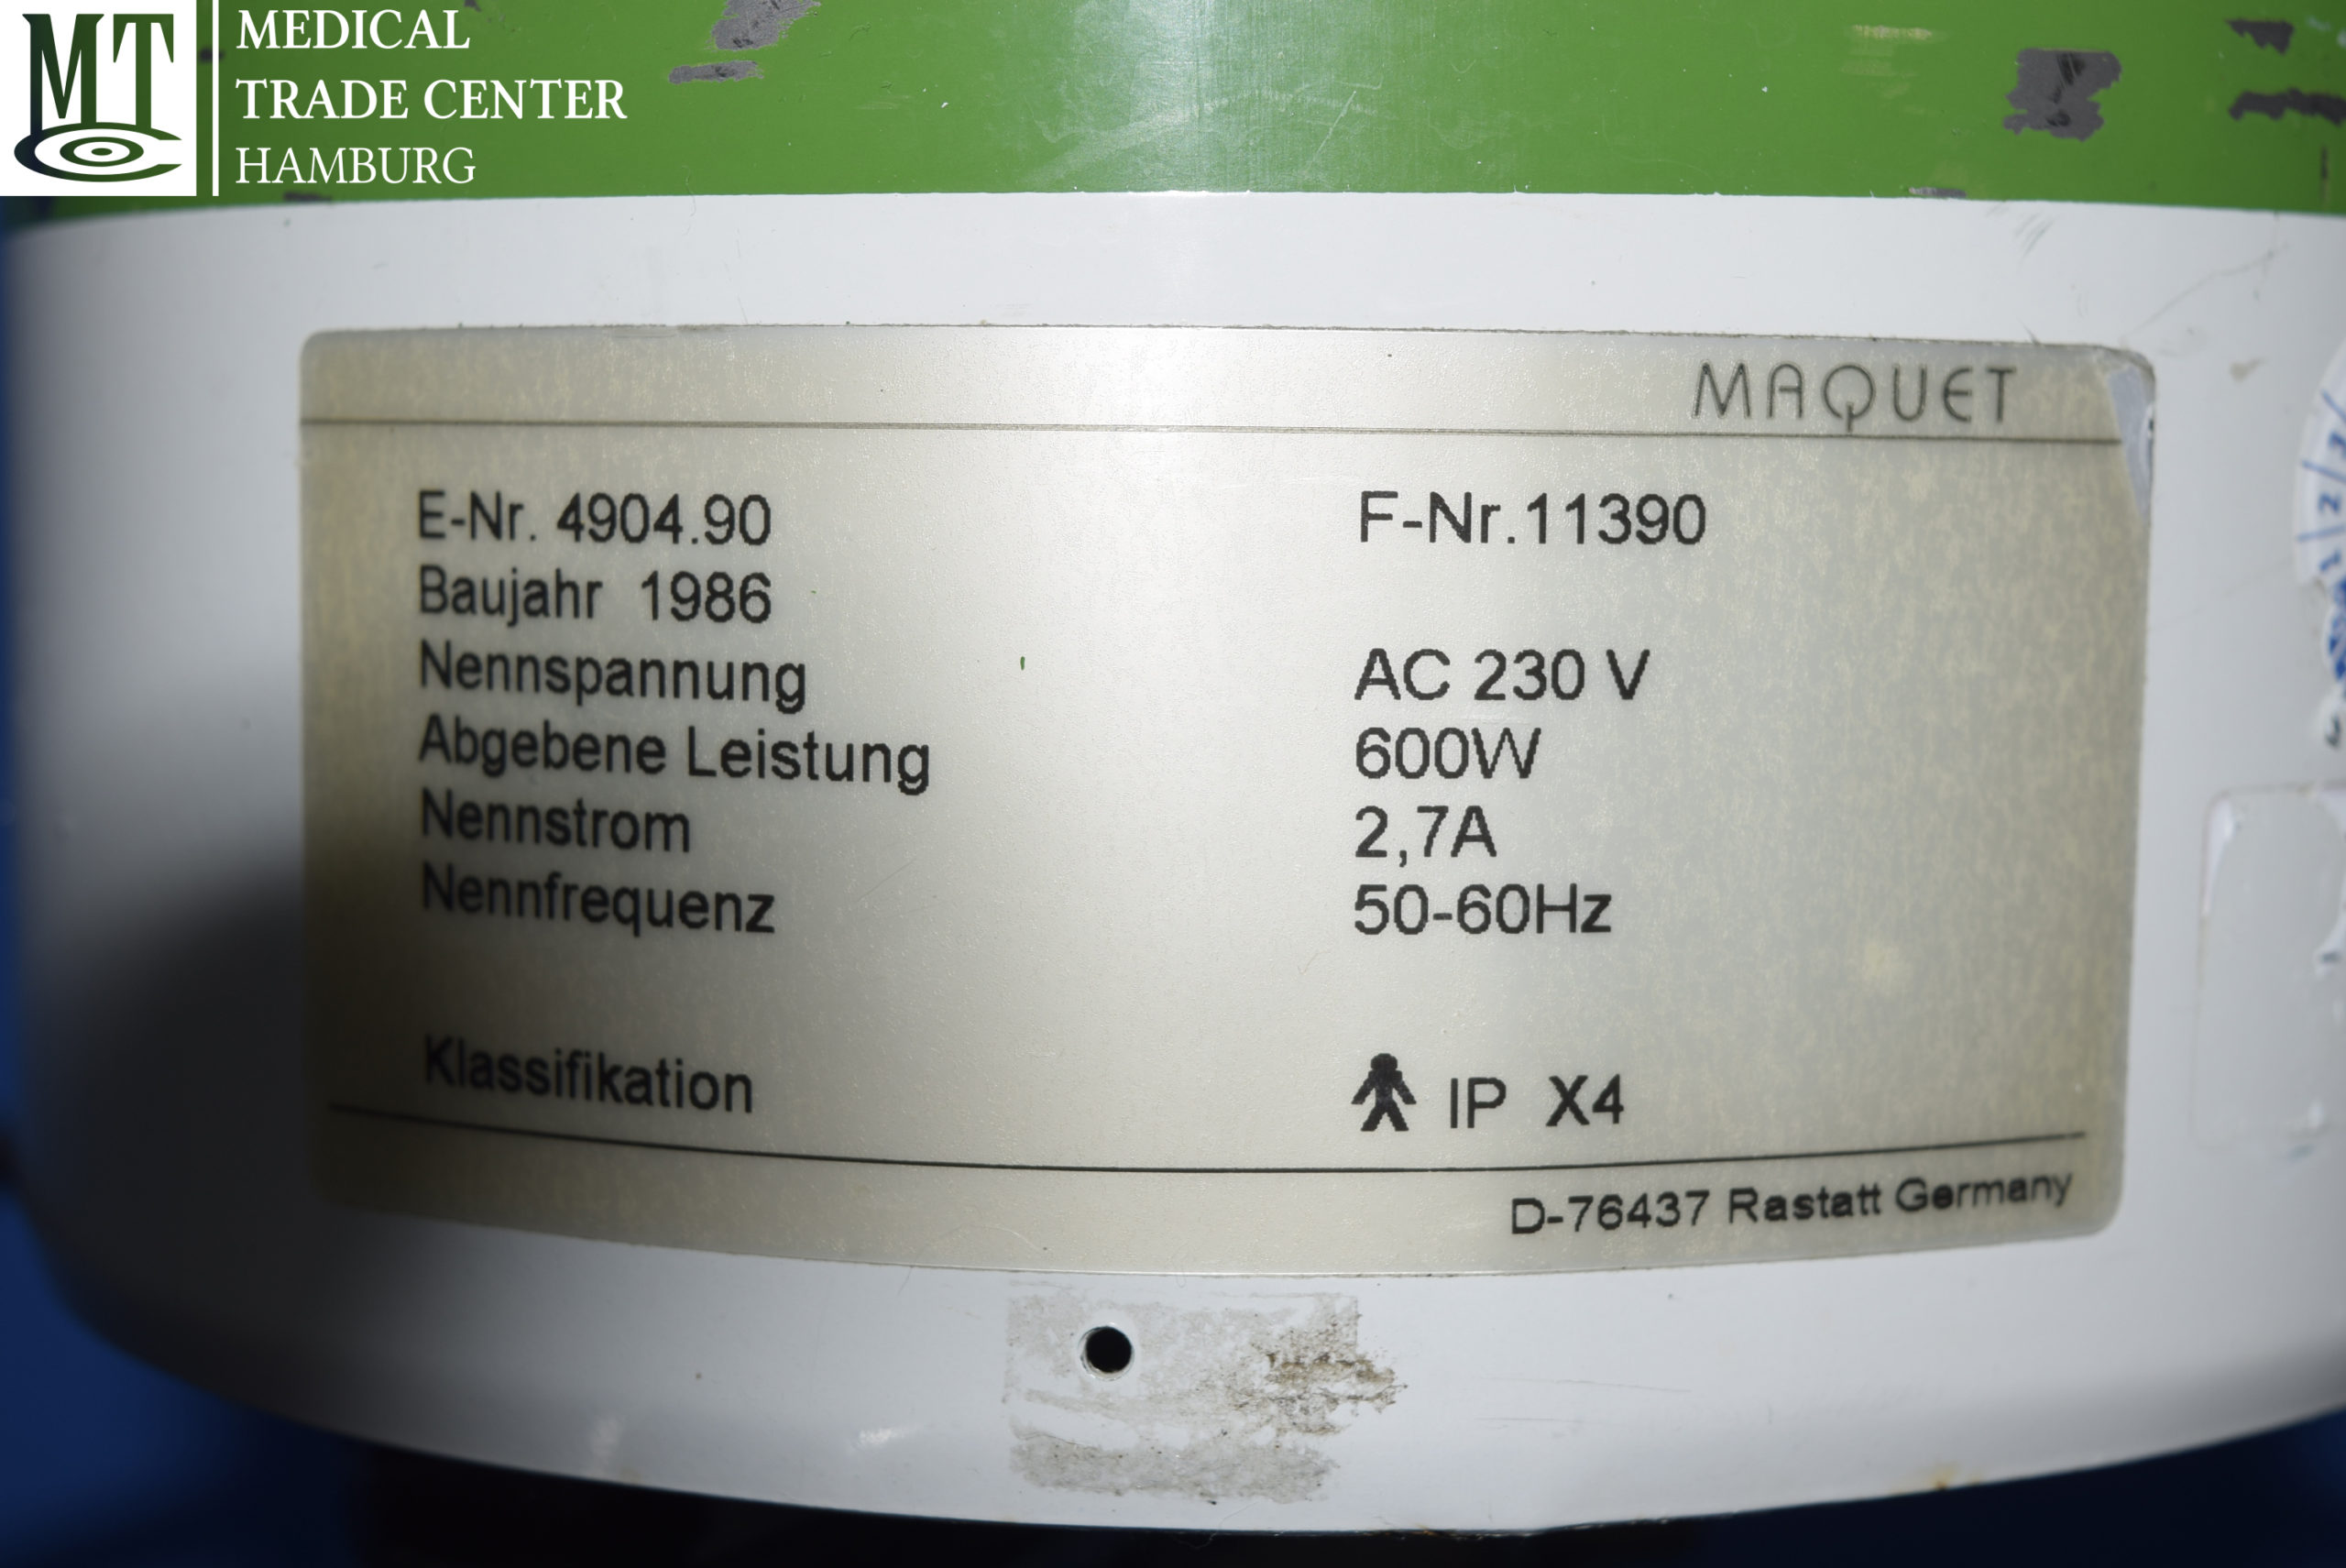 MTC
MEDICAL
TRADE CENTER
HAMBURG
MAQUET
E-Nr. 4904.90 F-Nr.11390
Baujahr 1986
Nennspannung AC 230 V
Abgebene Leistung 600W
Nennstrom 2,7A
Nennfrequenz 50-60Hz
Klassifikation IP X4
D-76437 Rastatt Germany